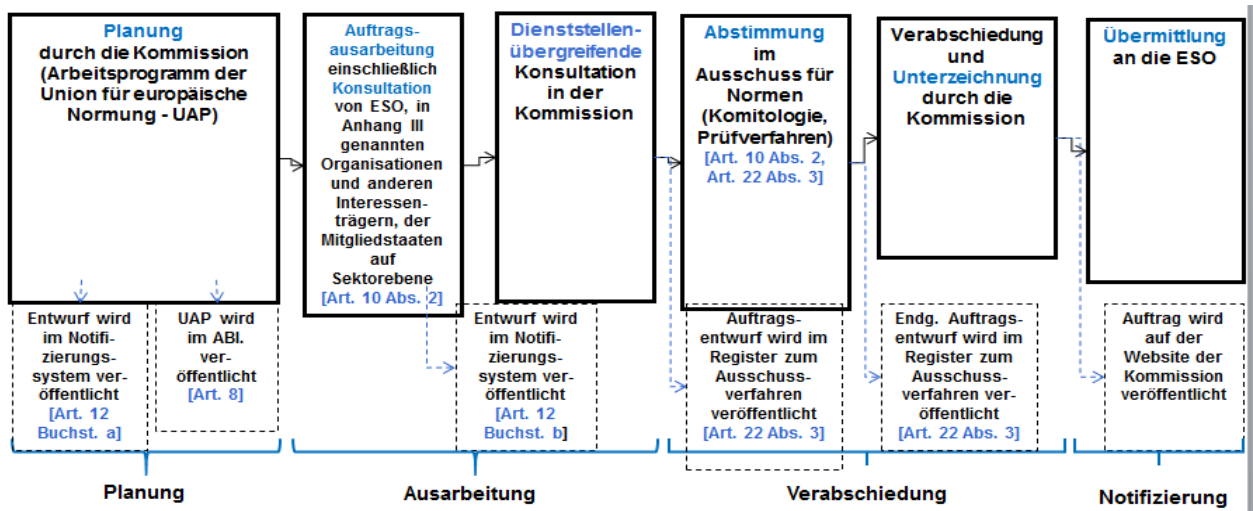 Planung
durch die Kommission
(Arbeitsprogramm der
Union für europäische
Normung - UAP)
Auftrags-
ausarbeitung
einschließlich
Konsultation
von ESO, in
Anhang III
genannten
Organisationen
und anderen
Interessen-
trägern, der
Mitgliedstaaten
auf
Sektorebene
[Art. 10 Abs. 2]
Dienststellen-
übergreifende
Konsultation
in der
Kommission
Abstimmung
im
Ausschuss für
Normen
(Komitologie,
Prüfverfahren)
[Art. 10 Abs. 2,
Art. 22 Abs. 3]
Verabschiedung
und
Unterzeichnung
durch die
Kommission
Übermittlung
an die ESO
Entwurf wird
im Notifi-
zierungs-
system ver-
öffentlicht
[Art. 12
Buchst. a]
UAP wird
im ABl.
ver-
öffentlicht
[Art. 8]
Entwurf wird
im Notifi-
zierungs-
system ver-
öffentlicht
[Art. 12
Buchst. b]
Auftrags-
entwurf wird im
Register zum
Ausschuss-
verfahren
veröffentlicht
[Art. 22 Abs. 3]
Endg. Auftrags-
entwurf wird im
Register zum
Ausschuss-
verfahren ver-
öffentlicht
[Art. 22 Abs. 3]
Auftrag wird
auf der
Website der
Kommission
veröffentlicht
Planung
Ausarbeitung
Verabschiedung
Notifizierung